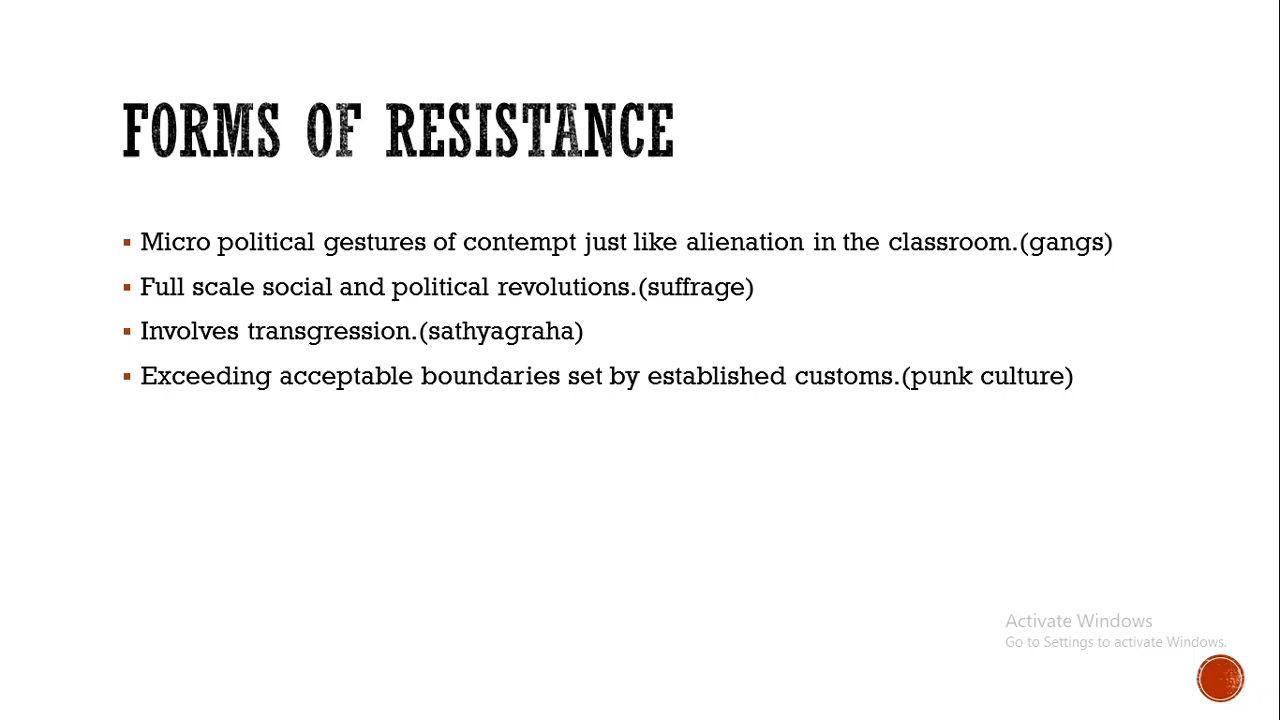 FORMS OF RESISTANCE
▪ Micro political gestures of contempt just like alienation in the classroom.(gangs)
▪ Full scale social and political revolutions.(suffrage)
▪ Involves transgression.(sathyagraha)
▪ Exceeding acceptable boundaries set by established customs.(punk culture)
Activate Windows
Go to Settings to activate Windows.